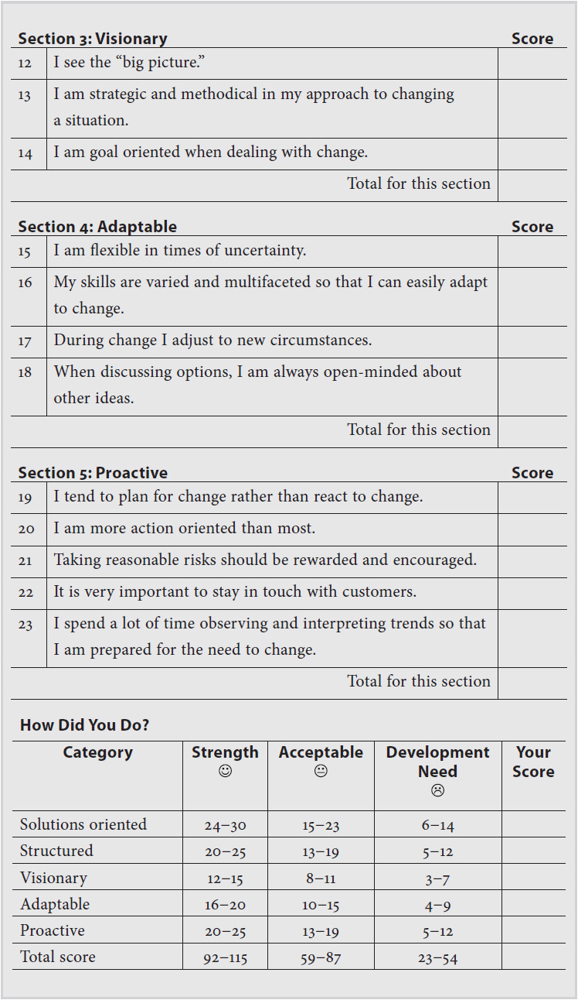 Section 3: Visionary Score
12 I see the “big picture.”
13 I am strategic and methodical in my approach to changing
a situation.
14 I am goal oriented when dealing with change.
Total for this section
Section 4: Adaptable Score
15 I am flexible in times of uncertainty.
16 My skills are varied and multifaceted so that I can easily adapt
to change.
17 During change I adjust to new circumstances.
18 When discussing options, I am always open-minded about
other ideas.
Total for this section
Section 5: Proactive Score
19 I tend to plan for change rather than react to change.
20 I am more action oriented than most.
21 Taking reasonable risks should be rewarded and encouraged.
22 It is very important to stay in touch with customers.
23 I spend a lot of time observing and interpreting trends so that
I am prepared for the need to change.
Total for this section
How Did You Do?
Category Strength Acceptable Development Your
Need Score
Solutions oriented 24–30 15–23 6–14
Structured 20–25 13–19 5–12
Visionary 12–15 8–11 3–7
Adaptable 16–20 10–15 4–9
Proactive 20–25 13–19 5–12
Total score 92–115 59–87 23–54